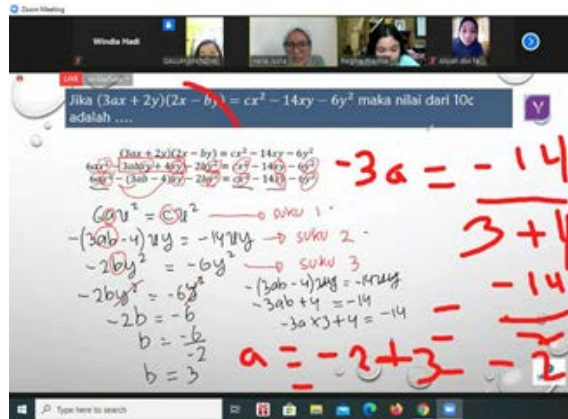 Zoom Meeting
Windia Hadi
LIVE
Jika (3ax + 2y)(2x − by) = cx² − 14xy − 6y² maka nilai dari 10c
adalah ....
Y
(3ax + 2y)(2x − by) = cx² − 14xy − 6y²
6ax² − 3abxy + 4xy − 2by² = cx² − 14xy − 6y²
6ax² − (3ab − 4)xy − 2by² = cx² − 14xy − 6y²
6ax² = cx² → suku 1
-(3ab-4)xy = -14xy → suku 2
-2by² = -6y² → suku 3
-2by² = -6y²
-2b = -6
b = -6/-2
b = 3
-(3ab-4)xy = -14xy
-3ab+4 = -14
-3a×3+4 = -14
-3a = -14
3+4
= -14
a = -2+3 -2
Type here to search